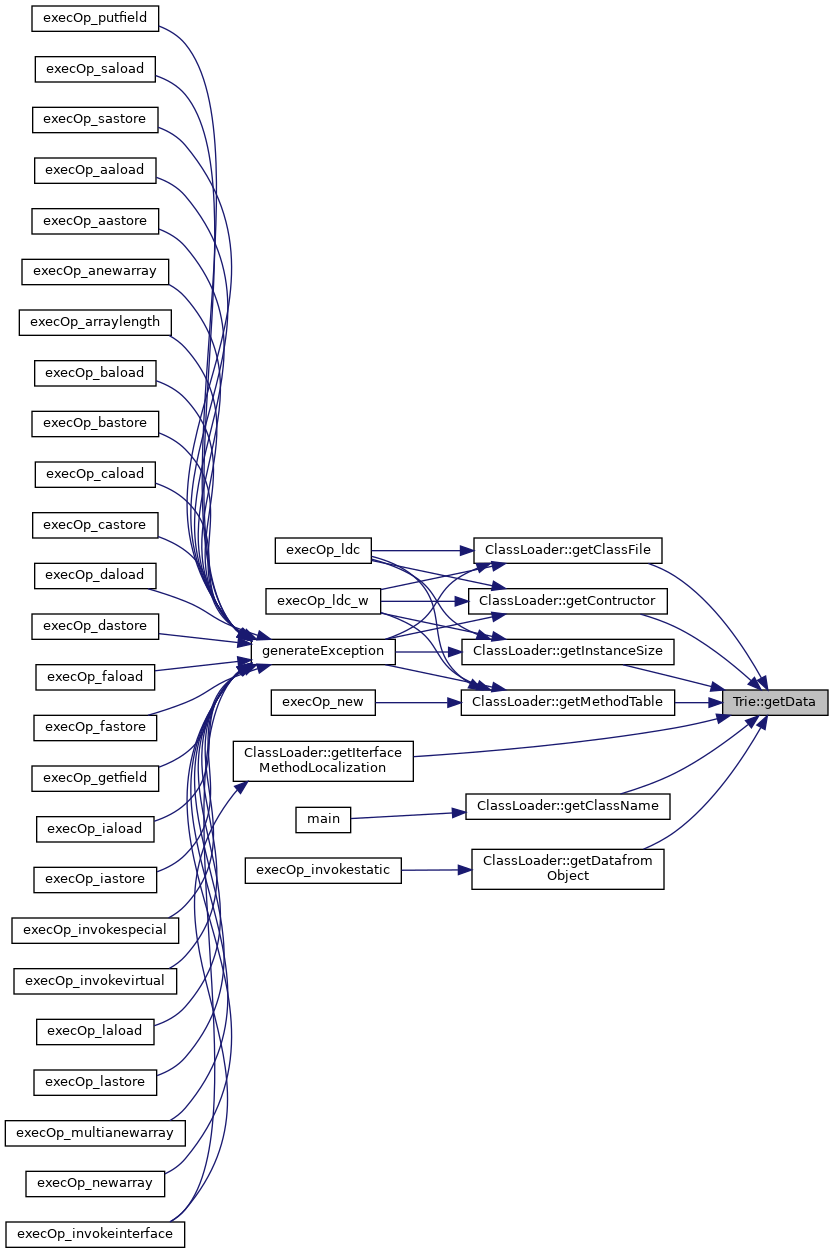 execOp_putfield
execOp_saload
execOp_sastore
execOp_aaload
execOp_aastore
execOp_anewarray
execOp_arraylength
execOp_baload
execOp_bastore
execOp_caload
execOp_castore
execOp_daload
execOp_dastore
execOp_faload
execOp_fastore
execOp_getfield
execOp_iaload
execOp_iastore
execOp_invokespecial
execOp_invokevirtual
execOp_laload
execOp_lastore
execOp_multianewarray
execOp_newarray
execOp_invokeinterface
execOp_ldc
execOp_ldc_w
generateException
execOp_new
ClassLoader::getIterface
MethodLocalization
main
execOp_invokestatic
ClassLoader::getClassFile
ClassLoader::getContructor
ClassLoader::getInstanceSize
ClassLoader::getMethodTable
ClassLoader::getClassName
ClassLoader::getDatafrom
Object
Trie::getData